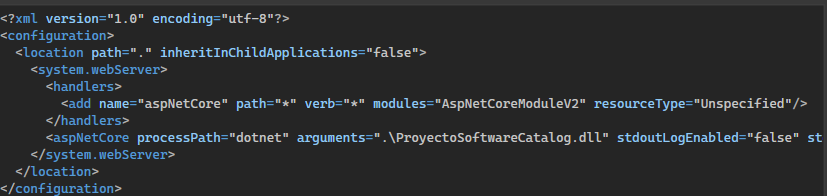 <?xml version="1.0" encoding="utf-8"?>
<configuration>
<location path="." inheritInChildApplications="false">
<system.webServer>
<handlers>
<add name="aspNetCore" path="*" verb="*" modules="AspNetCoreModuleV2" resourceType="Unspecified"/>
</handlers>
<aspNetCore processPath="dotnet" arguments=".\ProyectoSoftwareCatalog.dll" stdoutLogEnabled="false" st
</system.webServer>
</location>
</configuration>